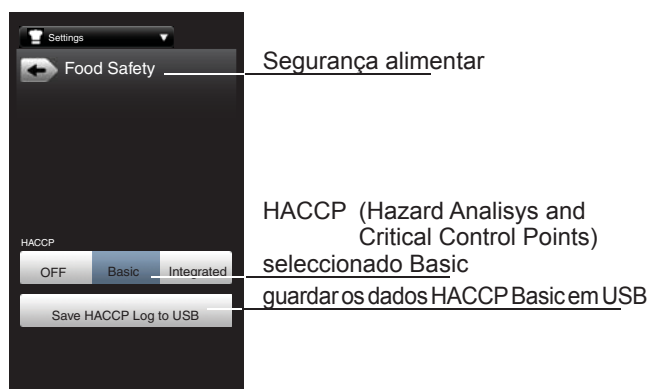 Settings
Food Safety
Segurança alimentar
HACCP (Hazard Analisys and
Critical Control Points)
HACCP
OFF Basic Integrated
seleccionado Basic
guardar os dados HACCP Basic em USB
Save HACCP Log to USB